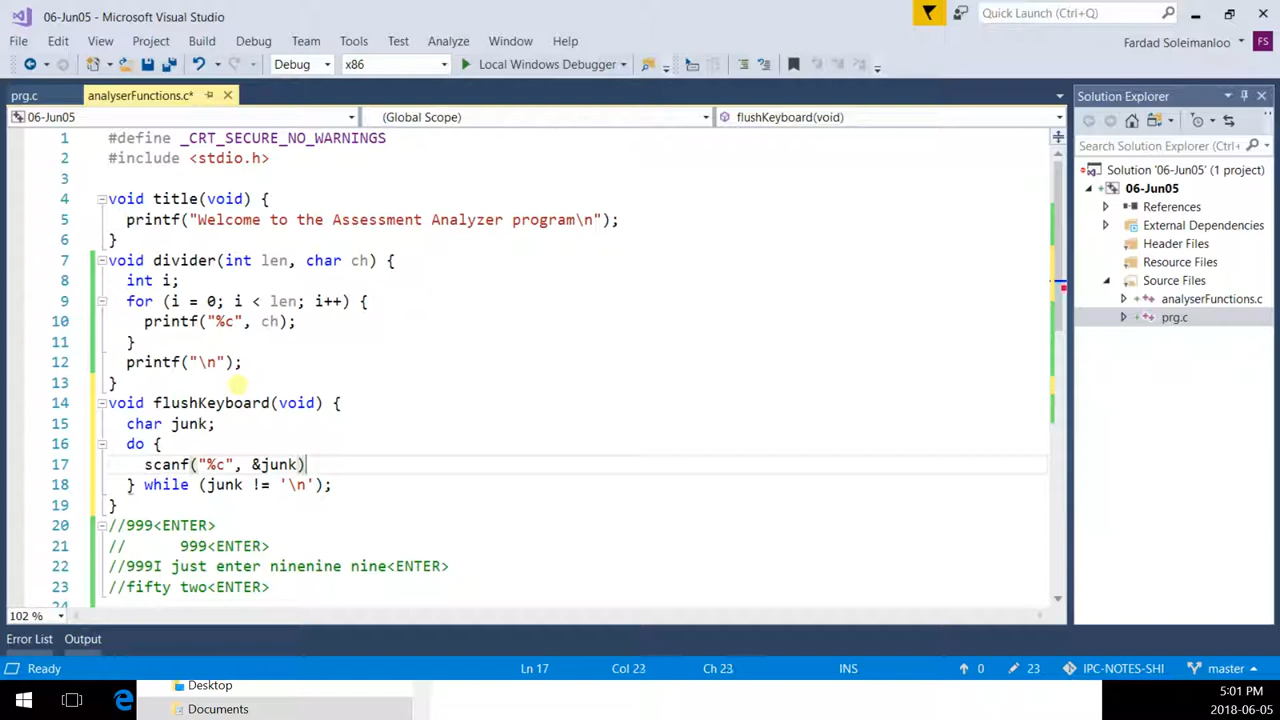 06-Jun05 - Microsoft Visual Studio
Quick Launch (Ctrl+Q)
File Edit View Project Build Debug Team Tools Test Analyze Window Help
Fardad Soleimanloo FS
Debug x86 Local Windows Debugger
prg.c analyserFunctions.c*
Solution Explorer
06-Jun05 (Global Scope) flushKeyboard(void)
Search Solution Explorer (Ctrl+
Solution '06-Jun05' (1 project)
06-Jun05
References
External Dependencies
Header Files
Resource Files
Source Files
analyserFunctions.c
prg.c
1 #define _CRT_SECURE_NO_WARNINGS
2 #include <stdio.h>
3
4 void title(void) {
5 printf("Welcome to the Assessment Analyzer program\n");
6 }
7 void divider(int len, char ch) {
8 int i;
9 for (i = 0; i < len; i++) {
10 printf("%c", ch);
11 }
12 printf("\n");
13 }
14 void flushKeyboard(void) {
15 char junk;
16 do {
17 scanf("%c", &junk)
18 } while (junk != '\n');
19 }
20 //999<ENTER>
21 // 999<ENTER>
22 //999I just enter ninenine nine<ENTER>
23 //fifty two<ENTER>
24
102 %
Error List Output
Ready Ln 17 Col 23 Ch 23 INS 0 23 IPC-NOTES-SHI master
Desktop
Documents
5:01 PM
2018-06-05